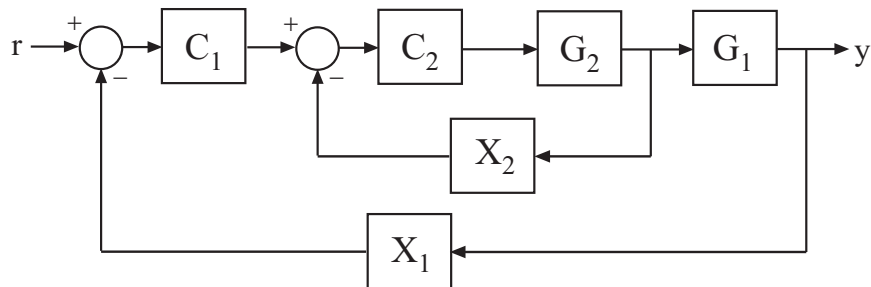 + +
r C₁ C₂ G₂ G₁ y
− −
X₂
X₁